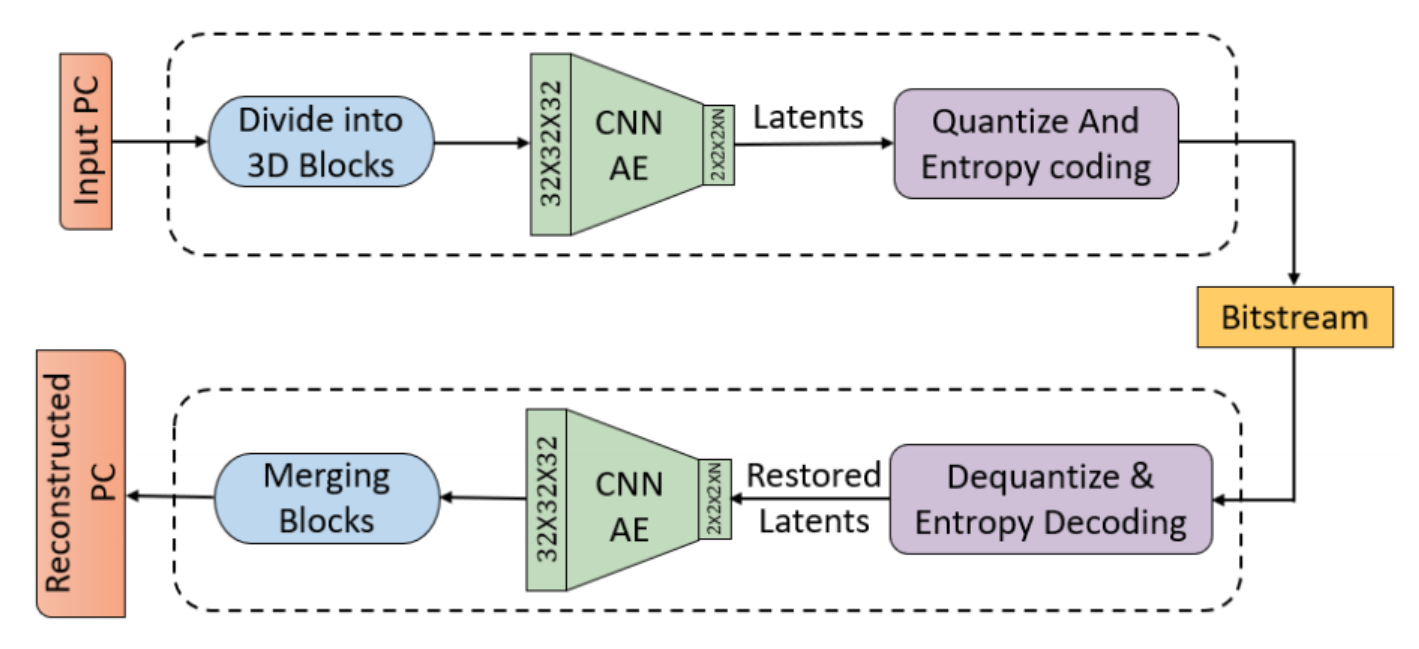 Input PC
Divide into
3D Blocks
32X32X32
CNN
AE
2X2X2XN
Latents
Quantize And
Entropy coding
Bitstream
Reconstructed
PC
Merging
Blocks
32X32X32
CNN
AE
2X2X2XN
Restored
Latents
Dequantize &
Entropy Decoding